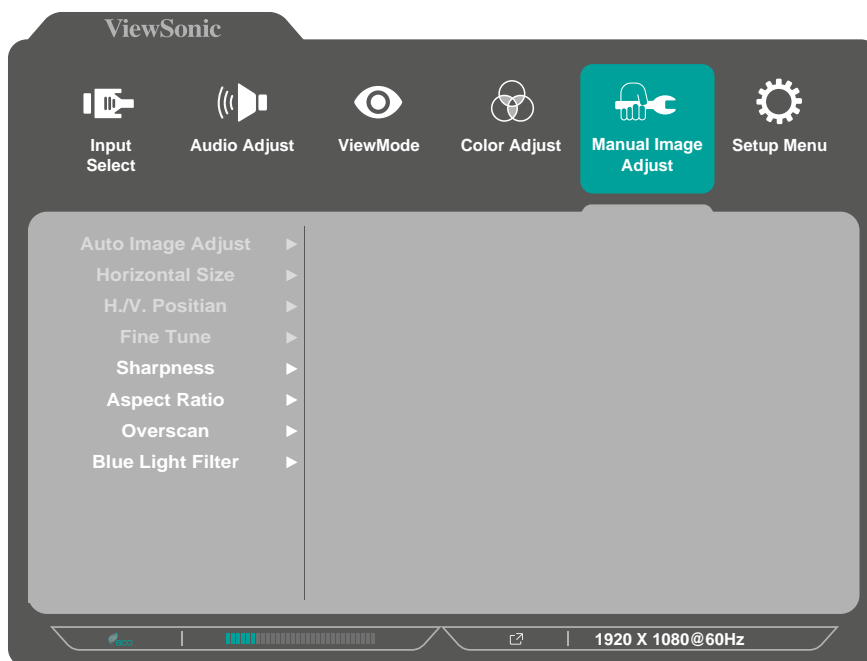 ViewSonic
Input
Select
Audio Adjust
ViewMode
Color Adjust
Manual Image
Adjust
Setup Menu
Auto Image Adjust
Horizontal Size
H./V. Positian
Fine Tune
Sharpness
Aspect Ratio
Overscan
Blue Light Filter
eco
1920 X 1080@60Hz